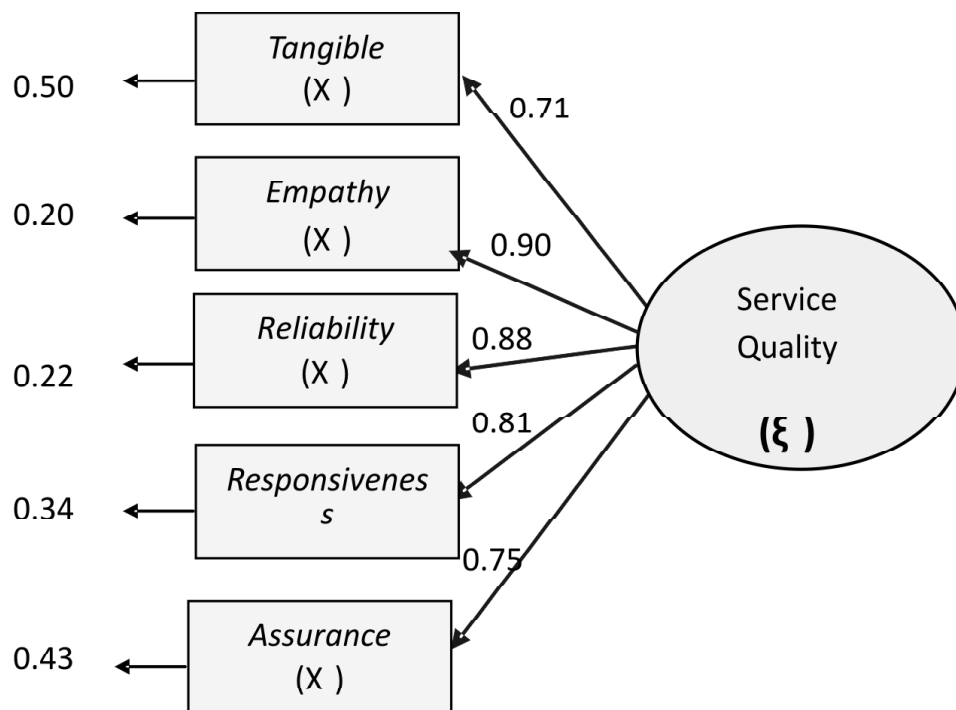 Tangible
(X )
0.50
0.71
Empathy
(X )
0.20
0.90
Reliability
(X )
0.22
0.88
Service
Quality
(ξ )
0.81
Responsivenes
s
0.34
0.75
Assurance
(X )
0.43